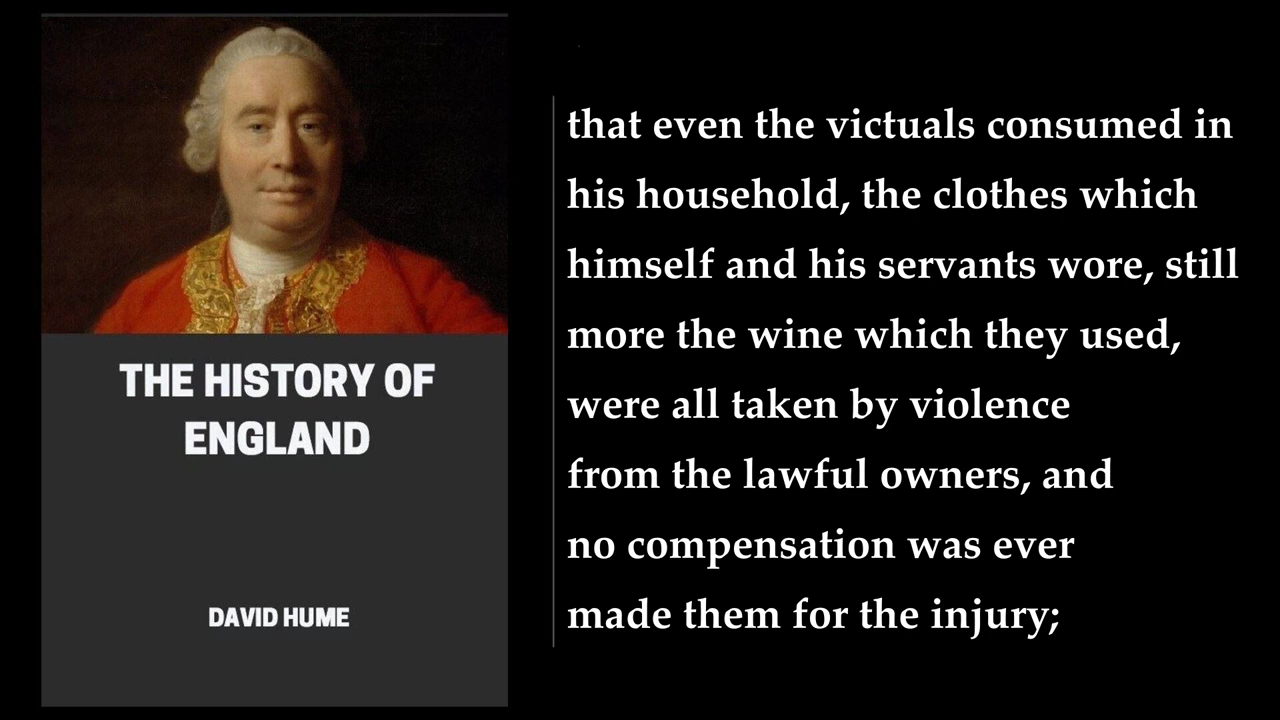 THE HISTORY OF
ENGLAND
DAVID HUME
that even the victuals consumed in
his household, the clothes which
himself and his servants wore, still
more the wine which they used,
were all taken by violence
from the lawful owners, and
no compensation was ever
made them for the injury;